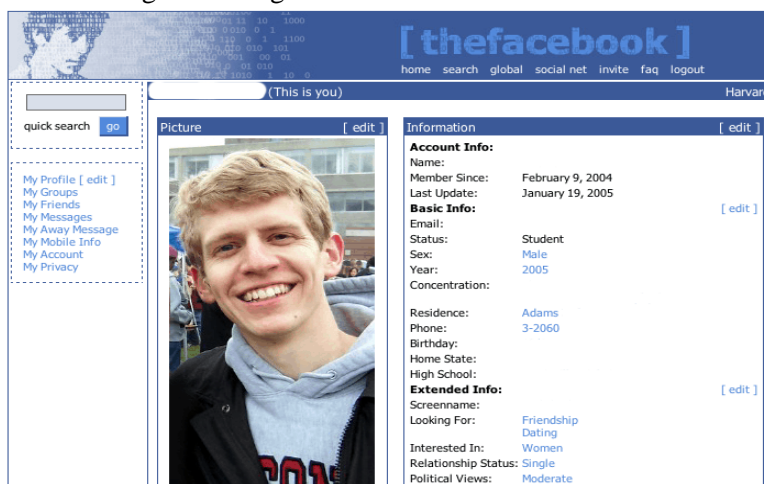 [ thefacebook ]
home search global social net invite faq logout
(This is you)
quick search go
My Profile [ edit ]
My Groups
My Friends
My Messages
My Away Message
My Mobile Info
My Account
My Privacy
Picture [ edit ]
Information [ edit ]
Account Info:
Name:
Member Since: February 9, 2004
Last Update: January 19, 2005
Basic Info: [ edit ]
Email:
Status: Student
Sex: Male
Year: 2005
Concentration:
Residence: Adams
Phone: 3-2060
Birthday:
Home State:
High School:
Extended Info: [ edit ]
Screenname:
Looking For: Friendship
Dating
Interested In: Women
Relationship Status: Single
Political Views: Moderate